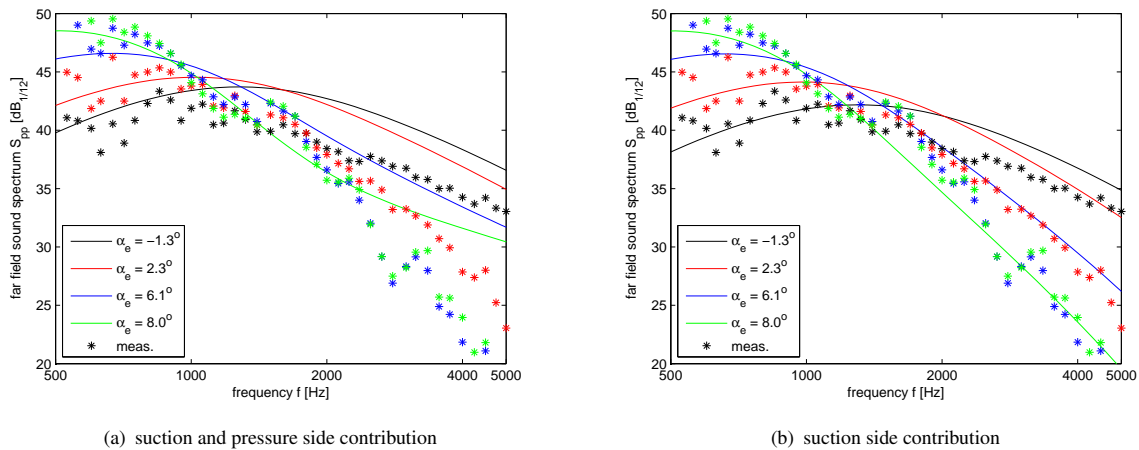 50
45
40
35
30
25
20
far field sound spectrum S_pp [dB_1/12]
α_e = −1.3°
α_e = 2.3°
α_e = 6.1°
α_e = 8.0°
meas.
500 1000 2000 4000 5000
frequency f [Hz]
(a) suction and pressure side contribution
50
45
40
35
30
25
20
far field sound spectrum S_pp [dB_1/12]
α_e = −1.3°
α_e = 2.3°
α_e = 6.1°
α_e = 8.0°
meas.
500 1000 2000 4000 5000
frequency f [Hz]
(b) suction side contribution